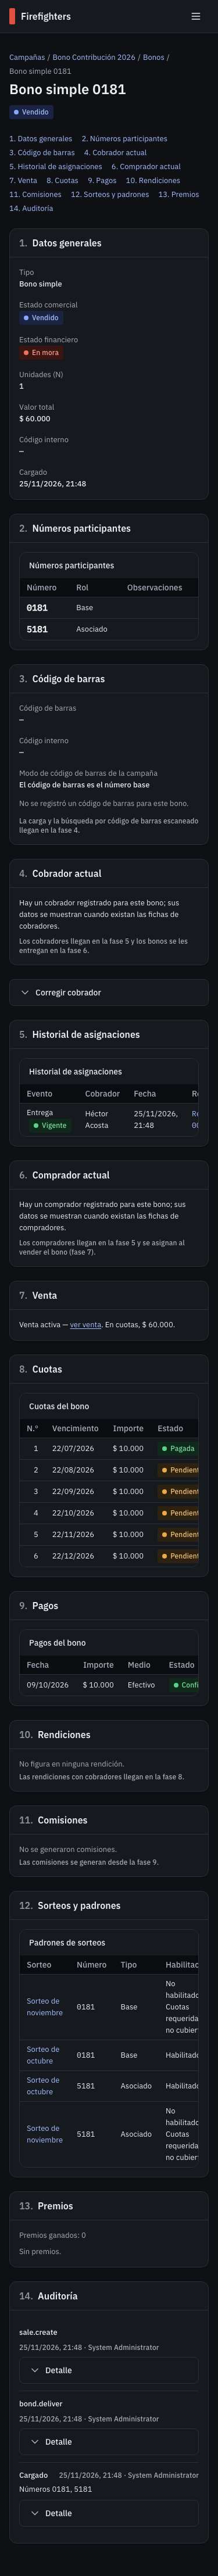 Firefighters
Campañas / Bono Contribución 2026 / Bonos /
Bono simple 0181
Bono simple 0181
Vendido
1. Datos generales 2. Números participantes
3. Código de barras 4. Cobrador actual
5. Historial de asignaciones 6. Comprador actual
7. Venta 8. Cuotas 9. Pagos 10. Rendiciones
11. Comisiones 12. Sorteos y padrones 13. Premios
14. Auditoría
1. Datos generales
Tipo
Bono simple
Estado comercial
Vendido
Estado financiero
En mora
Unidades (N)
1
Valor total
$ 60.000
Código interno
—
Cargado
25/11/2026, 21:48
2. Números participantes
Números participantes
Número Rol Observaciones
0181 Base
5181 Asociado
3. Código de barras
Código de barras
—
Código interno
—
Modo de código de barras de la campaña
El código de barras es el número base
No se registró un código de barras para este bono.
La carga y la búsqueda por código de barras escaneado
llegan en la fase 4.
4. Cobrador actual
Hay un cobrador registrado para este bono; sus
datos se muestran cuando existan las fichas de
cobradores.
Los cobradores llegan en la fase 5 y los bonos se les
entregan en la fase 6.
Corregir cobrador
5. Historial de asignaciones
Historial de asignaciones
Evento Cobrador Fecha
Entrega Héctor 25/11/2026,
Vigente Acosta 21:48
6. Comprador actual
Hay un comprador registrado para este bono; sus
datos se muestran cuando existan las fichas de
compradores.
Los compradores llegan en la fase 5 y se asignan al
vender el bono (fase 7).
7. Venta
Venta activa — ver venta. En cuotas, $ 60.000.
8. Cuotas
Cuotas del bono
N.º Vencimiento Importe Estado
1 22/07/2026 $ 10.000 Pagada
2 22/08/2026 $ 10.000 Pendient
3 22/09/2026 $ 10.000 Pendient
4 22/10/2026 $ 10.000 Pendient
5 22/11/2026 $ 10.000 Pendient
6 22/12/2026 $ 10.000 Pendient
9. Pagos
Pagos del bono
Fecha Importe Medio Estado
09/10/2026 $ 10.000 Efectivo Confi
10. Rendiciones
No figura en ninguna rendición.
Las rendiciones con cobradores llegan en la fase 8.
11. Comisiones
No se generaron comisiones.
Las comisiones se generan desde la fase 9.
12. Sorteos y padrones
Padrones de sorteos
Sorteo Número Tipo Habilitac
Sorteo de noviembre 0181 Base No habilitado Cuotas requerida no cubier
Sorteo de octubre 0181 Base Habilitado
Sorteo de octubre 5181 Asociado Habilitado
Sorteo de noviembre 5181 Asociado No habilitado Cuotas requerida no cubier
13. Premios
Premios ganados: 0
Sin premios.
14. Auditoría
sale.create
25/11/2026, 21:48 · System Administrator
Detalle
bond.deliver
25/11/2026, 21:48 · System Administrator
Detalle
Cargado 25/11/2026, 21:48 · System Administrator
Números 0181, 5181
Detalle